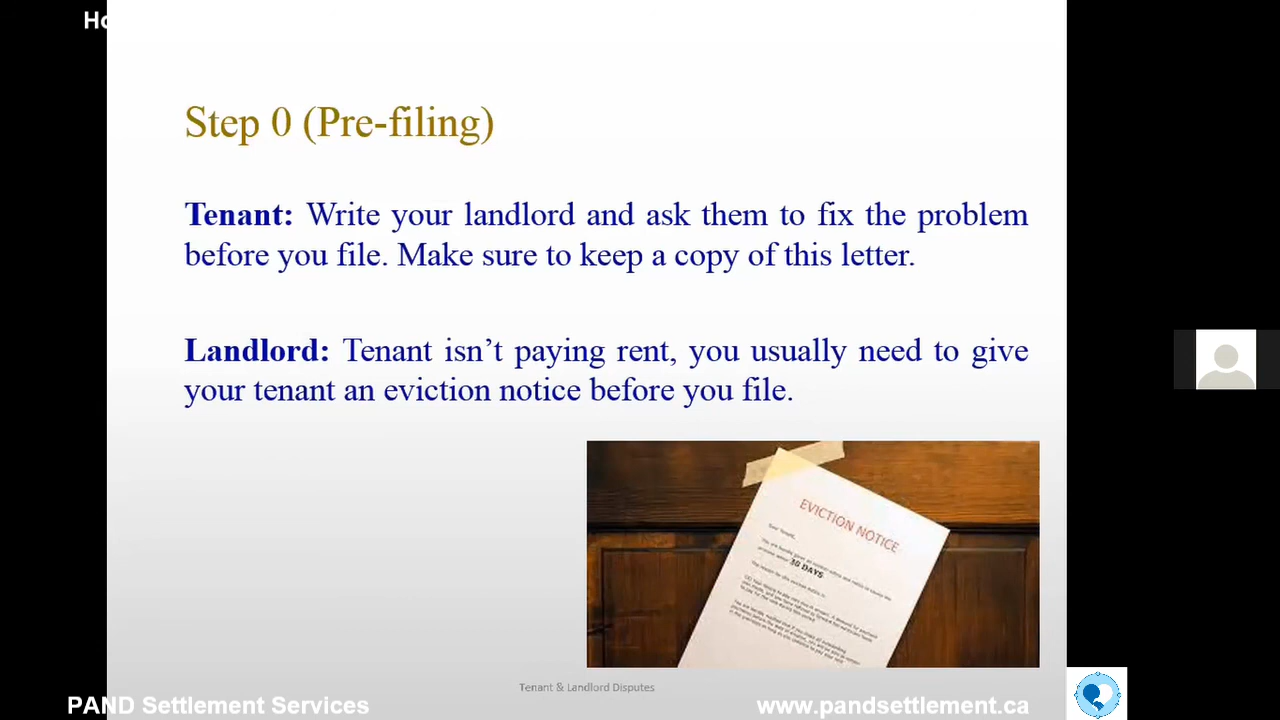 Ho
Step 0 (Pre-filing)
Tenant: Write your landlord and ask them to fix the problem
before you file. Make sure to keep a copy of this letter.
Landlord: Tenant isn’t paying rent, you usually need to give
your tenant an eviction notice before you file.
EVICTION NOTICE
Dear Tenant,
30 DAYS
Tenant & Landlord Disputes
PAND Settlement Services
www.pandsettlement.ca